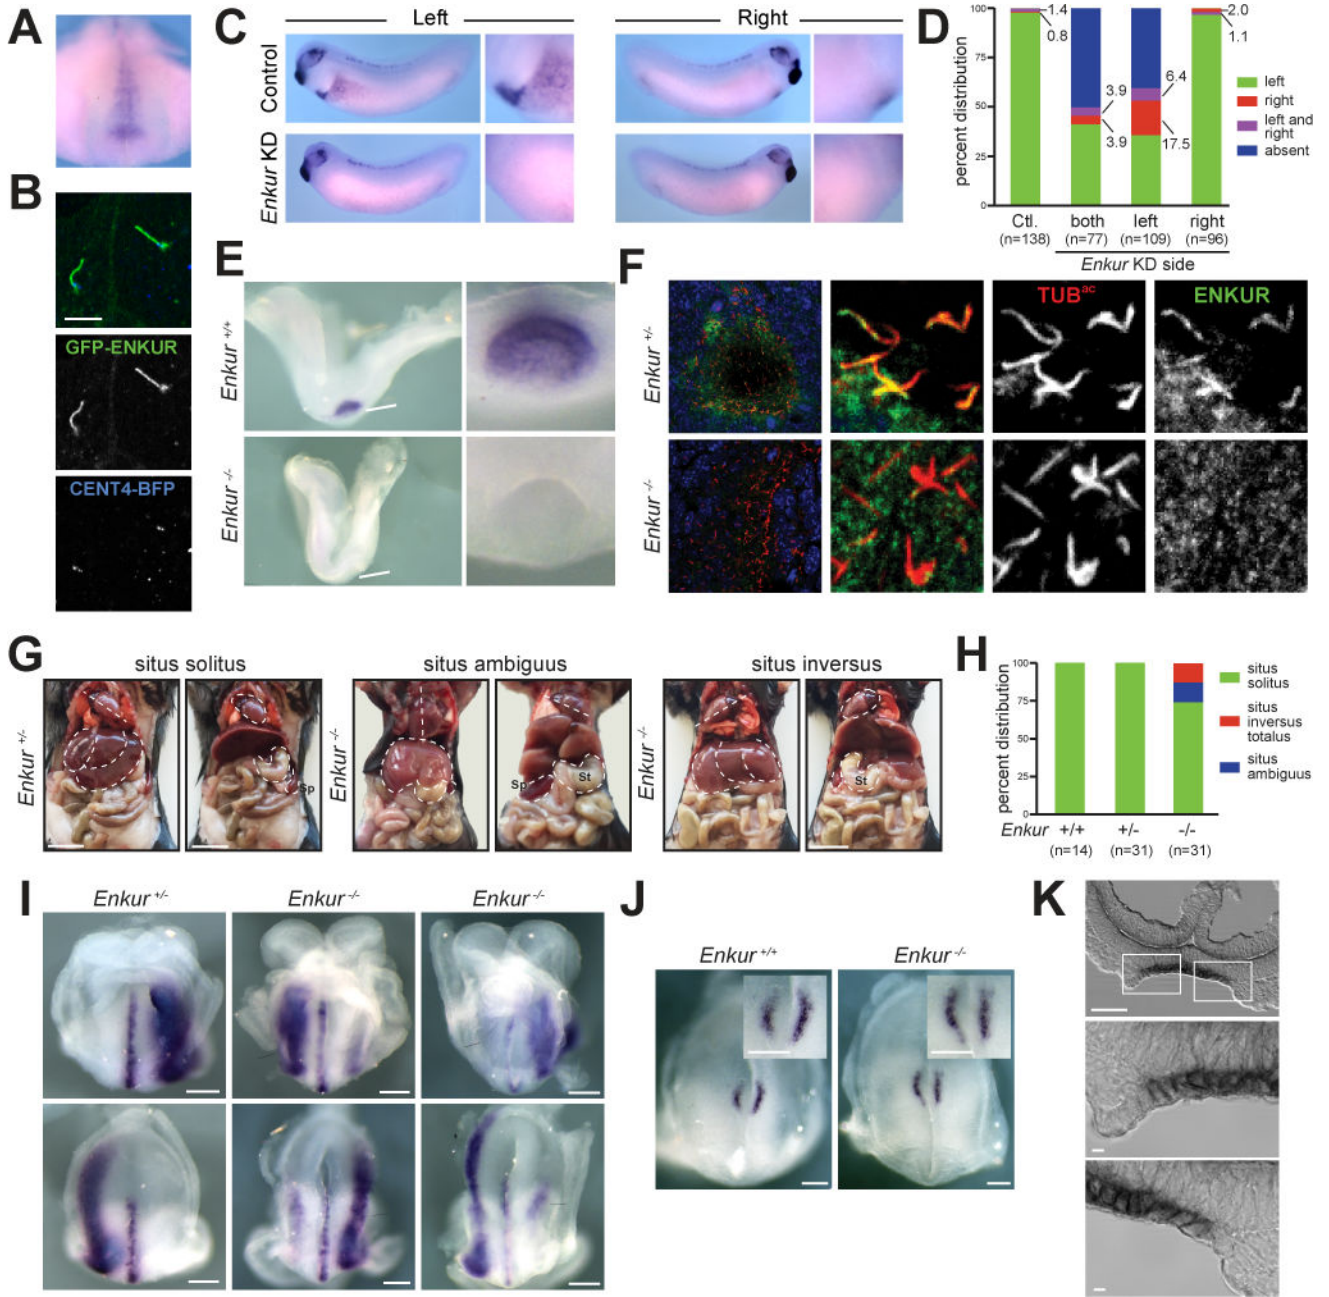 A
B
GFP-ENKUR
CENT4-BFP
C
Left
Right
Control
Enkur KD
D
percent distribution
100
75
50
25
0
1.4
0.8
3.9
3.9
6.4
17.5
2.0
1.1
left
right
left and
right
absent
Ctl.
both
left
right
(n=138)
(n=77)
(n=109)
(n=96)
Enkur KD side
E
Enkur +/+
Enkur -/-
F
TUBac
ENKUR
Enkur +/-
Enkur -/-
G
situs solitus
situs ambiguus
situs inversus
Enkur +/-
Sp
Enkur -/-
Sp
St
Enkur -/-
St
H
percent distribution
100
75
50
25
0
situs
solitus
situs
inversus
totalus
situs
ambiguus
Enkur +/+ +/- -/-
(n=14) (n=31) (n=31)
I
Enkur +/-
Enkur -/-
Enkur -/-
J
Enkur +/+
Enkur -/-
K